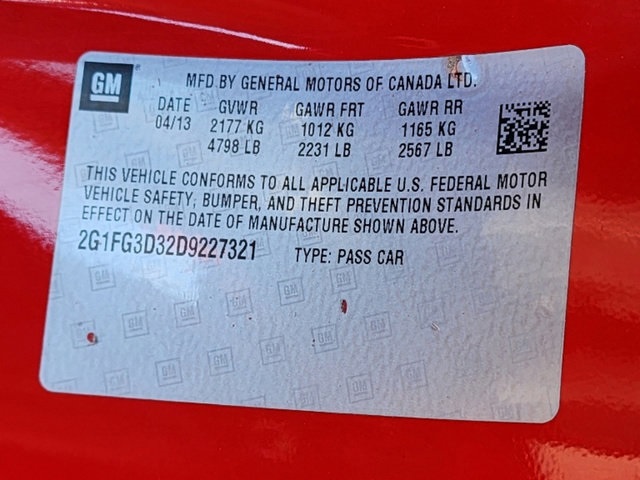 GM
MFD BY GENERAL MOTORS OF CANADA LTD.
DATE GVWR GAWR FRT GAWR RR
04/13 2177 KG 1012 KG 1165 KG
4798 LB 2231 LB 2567 LB
THIS VEHICLE CONFORMS TO ALL APPLICABLE U.S. FEDERAL MOTOR
VEHICLE SAFETY, BUMPER, AND THEFT PREVENTION STANDARDS IN
EFFECT ON THE DATE OF MANUFACTURE SHOWN ABOVE.
2G1FG3D32D9227321 TYPE: PASS CAR